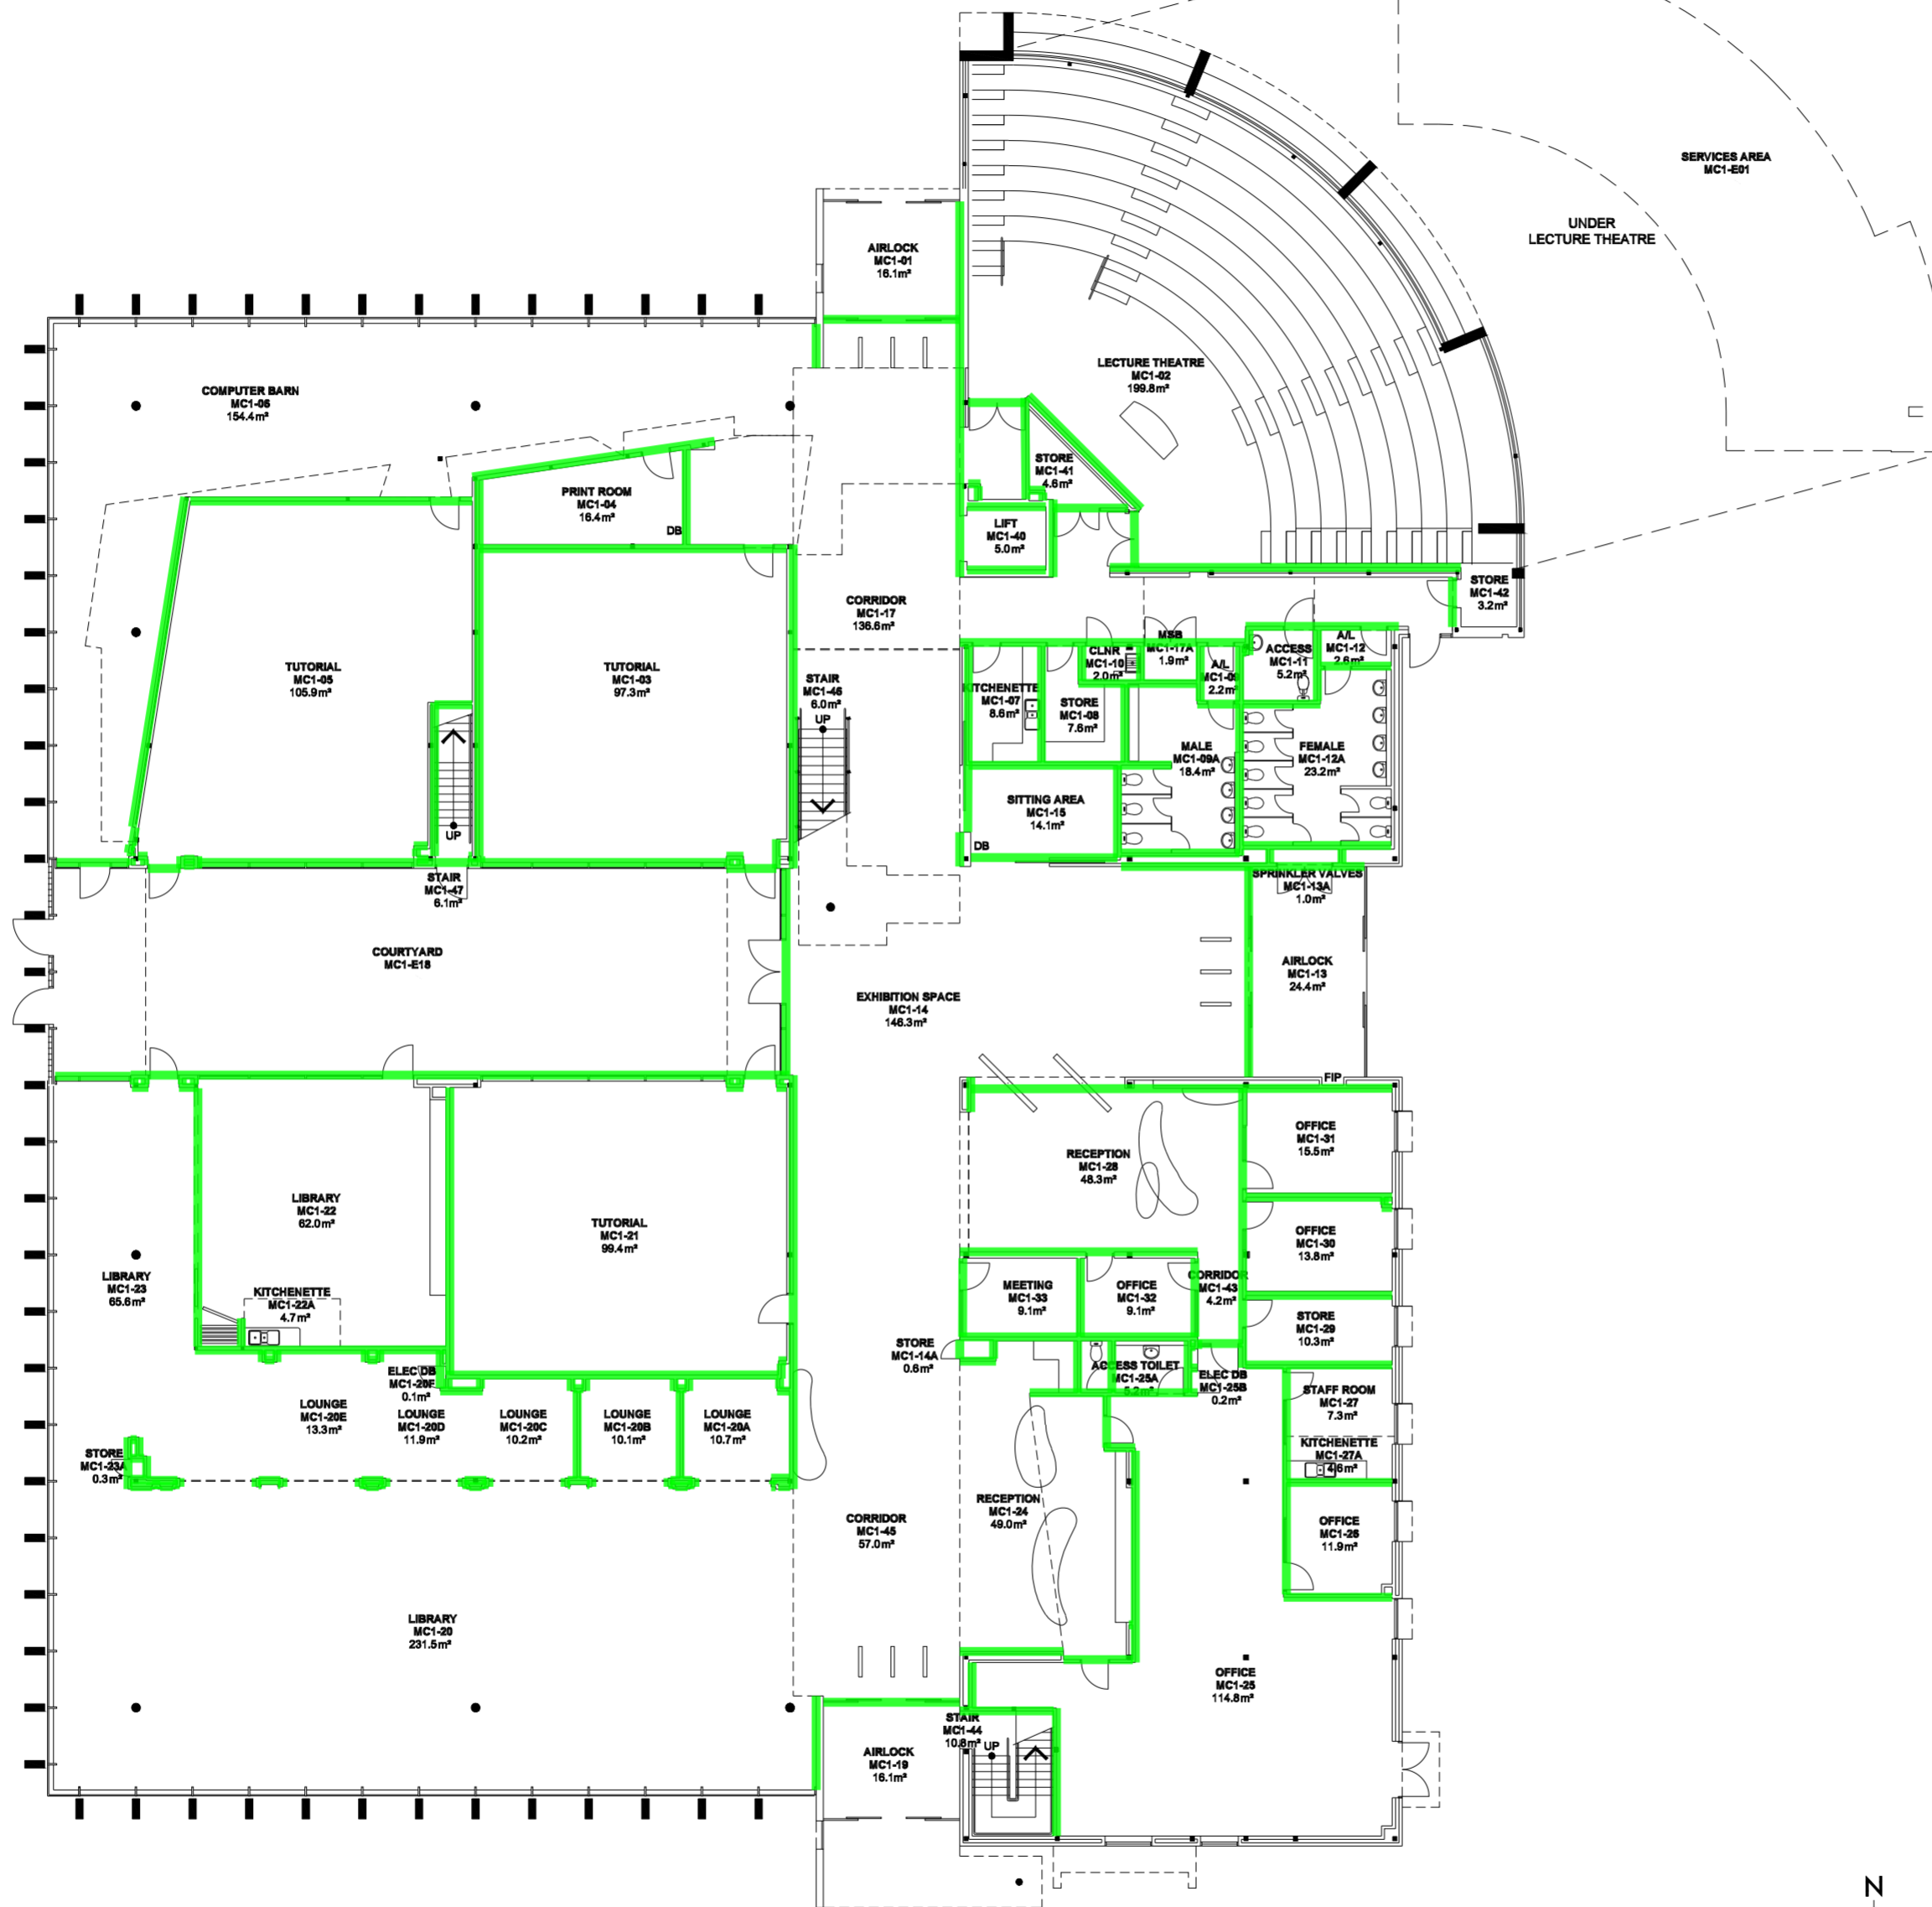 SERVICES AREA
MC1-E01
UNDER
LECTURE THEATRE
AIRLOCK
MC1-01
16.1m²
LECTURE THEATRE
MC1-02
199.8m²
COMPUTER BARN
MC1-06
154.4m²
STORE
MC1-41
4.6m²
PRINT ROOM
MC1-04
16.4m²
DB
LIFT
MC1-40
5.0m²
STORE
MC1-42
3.2m²
CORRIDOR
MC1-17
136.6m²
TUTORIAL
MC1-05
105.9m²
TUTORIAL
MC1-03
97.3m²
STAIR
MC1-46
6.0m²
UP
KITCHENETTE
MC1-07
8.6m²
CLNR
MC1-10
2.0m²
STORE
MC1-08
7.6m²
MSB
MC1-17A
1.9m²
A/L
MC1-09
2.2m²
ACCESS
MC1-11
5.2m²
A/L
MC1-12
2.6m²
MALE
MC1-09A
18.4m²
FEMALE
MC1-12A
23.2m²
SITTING AREA
MC1-15
14.1m²
DB
UP
STAIR
MC1-47
6.1m²
SPRINKLER VALVES
MC1-13A
1.0m²
COURTYARD
MC1-E18
AIRLOCK
MC1-13
24.4m²
EXHIBITION SPACE
MC1-14
146.3m²
FIP
OFFICE
MC1-31
15.5m²
RECEPTION
MC1-28
48.3m²
LIBRARY
MC1-22
62.0m²
TUTORIAL
MC1-21
99.4m²
OFFICE
MC1-30
13.8m²
LIBRARY
MC1-23
65.6m²
KITCHENETTE
MC1-22A
4.7m²
MEETING
MC1-33
9.1m²
OFFICE
MC1-32
9.1m²
CORRIDOR
MC1-43
4.2m²
STORE
MC1-29
10.3m²
STORE
MC1-14A
0.6m²
ACCESS TOILET
MC1-25A
ELEC DB
MC1-25B
0.2m²
ELEC DB
MC1-20F
0.1m²
STAFF ROOM
MC1-27
7.3m²
LOUNGE
MC1-20E
13.3m²
LOUNGE
MC1-20D
11.9m²
LOUNGE
MC1-20C
10.2m²
LOUNGE
MC1-20B
10.1m²
LOUNGE
MC1-20A
10.7m²
KITCHENETTE
MC1-27A
4.6m²
STORE
MC1-23A
0.3m²
RECEPTION
MC1-24
49.0m²
CORRIDOR
MC1-45
57.0m²
OFFICE
MC1-26
11.9m²
LIBRARY
MC1-20
231.5m²
OFFICE
MC1-25
114.8m²
STAIR
MC1-44
10.8m²
UP
AIRLOCK
MC1-19
16.1m²
N